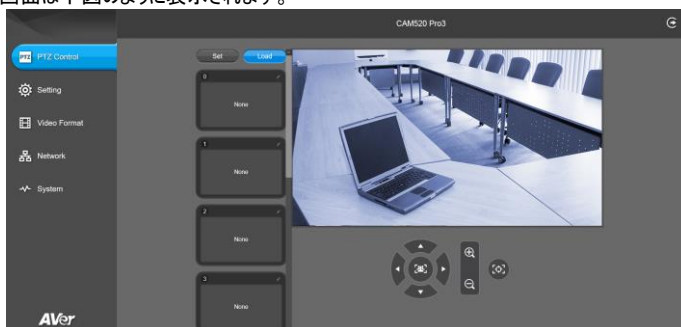 画面は下図のように表示されます。
CAM520 Pro3
PTZ PTZ Control
Setting
Video Format
Network
System
AVer
Set Load
0
None
1
None
2
None
3
None